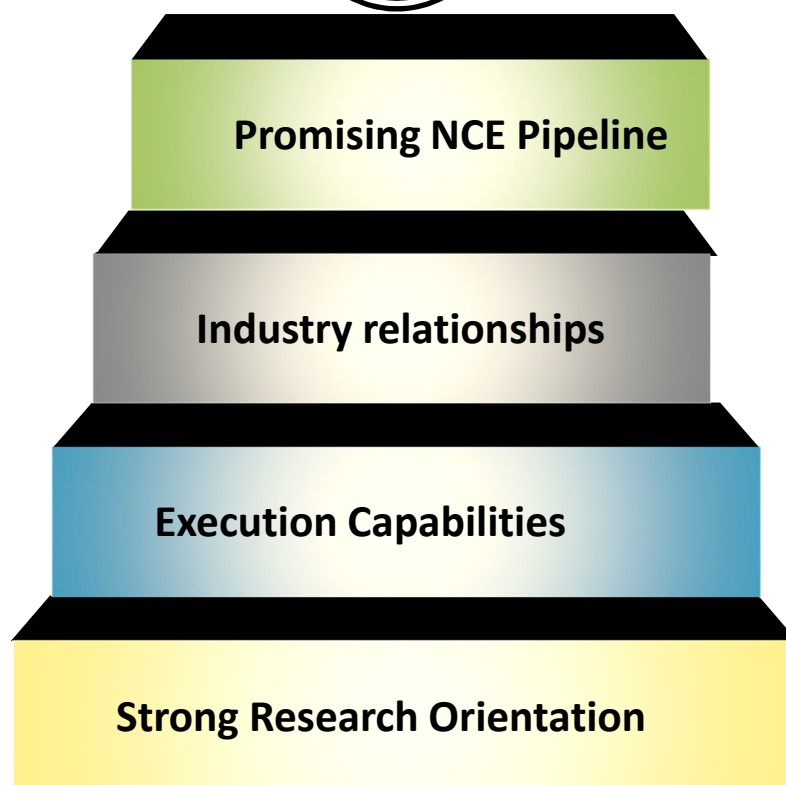 Promising NCE Pipeline
Industry relationships
Execution Capabilities
Strong Research Orientation